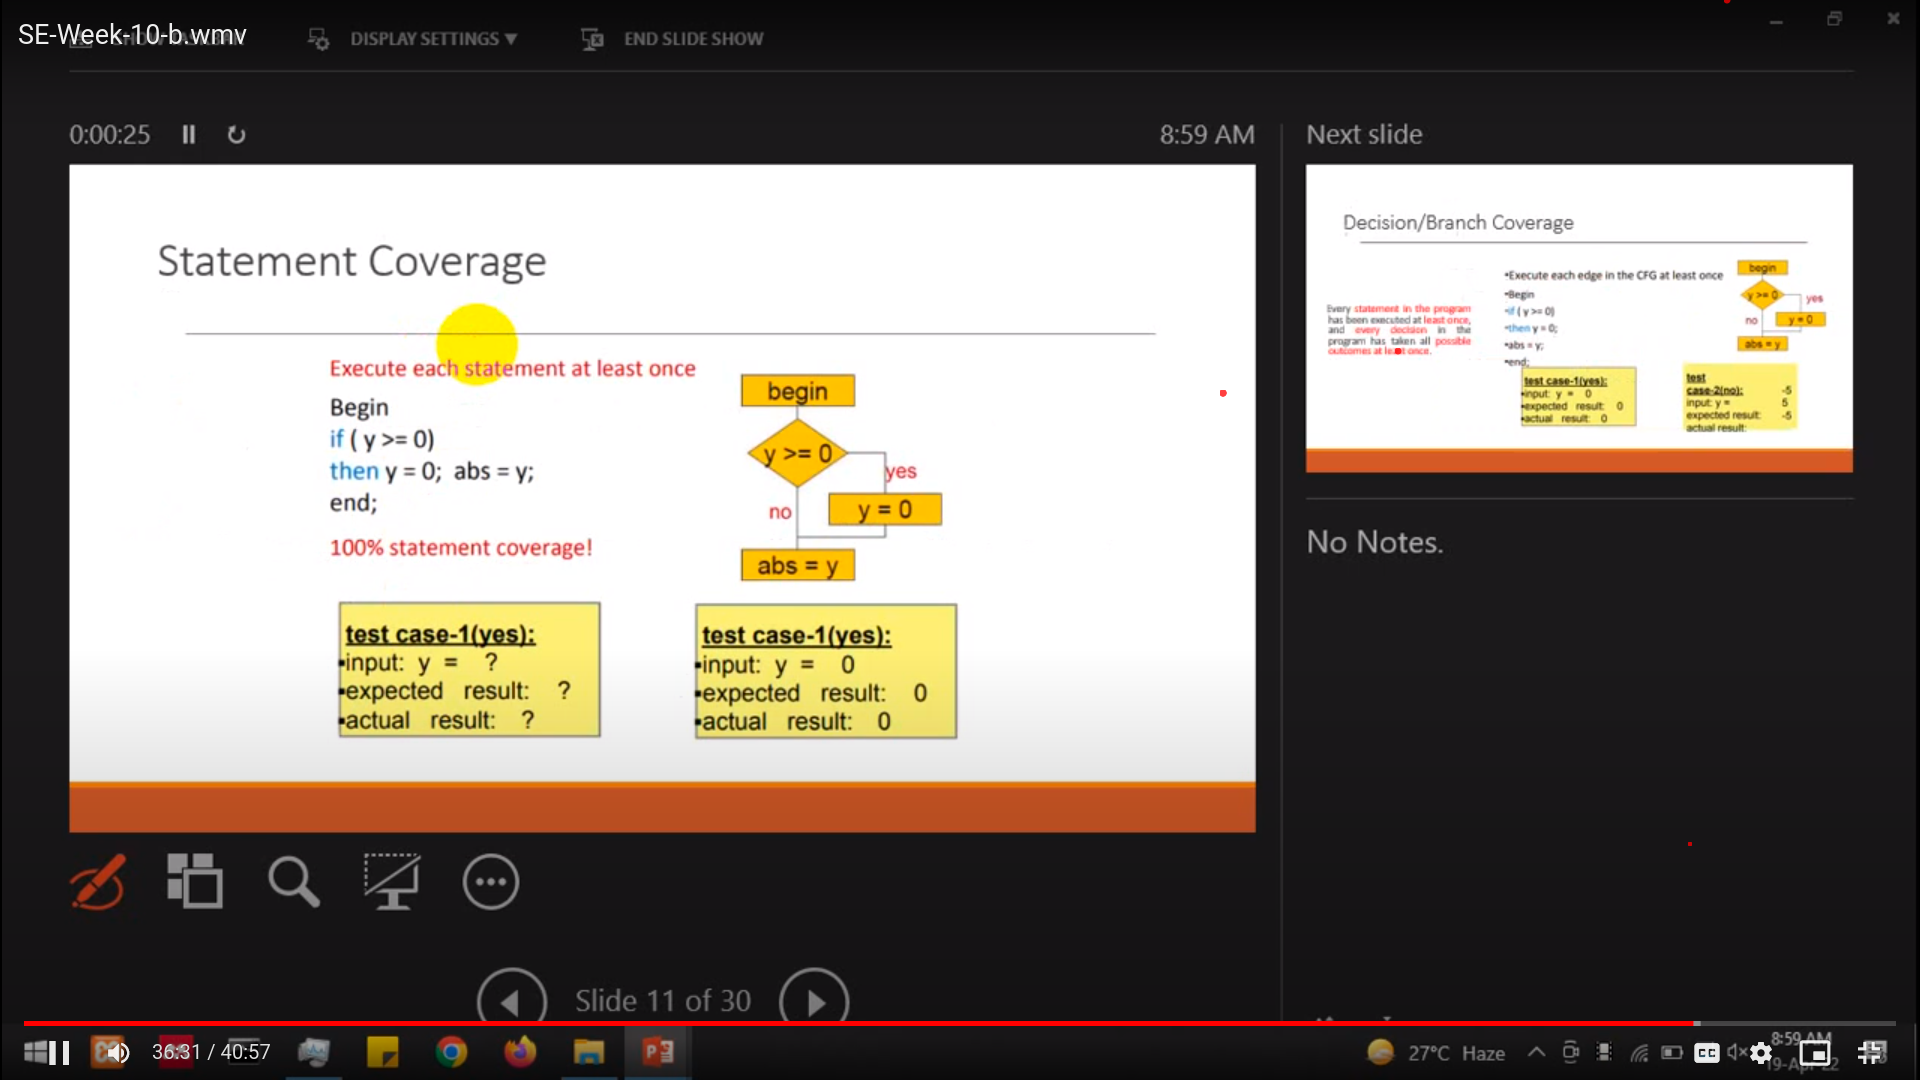 SE-Week-10-b.wmv
DISPLAY SETTINGS ▼
END SLIDE SHOW
0:00:25
8:59 AM
Next slide
Statement Coverage
Execute each statement at least once
Begin
if ( y >= 0)
then y = 0; abs = y;
end;
100% statement coverage!
begin
y >= 0
yes
no
y = 0
abs = y
test case-1(yes):
▪input: y = ?
▪expected result: ?
▪actual result: ?
test case-1(yes):
▪input: y = 0
▪expected result: 0
▪actual result: 0
Decision/Branch Coverage
Every statement in the program
has been executed at least once,
and every decision in the
program has taken all possible
outcomes at least once.
•Execute each edge in the CFG at least once
•Begin
•if ( y >= 0)
•then y = 0;
•abs = y;
•end;
begin
y >= 0
yes
no
y = 0
abs = y
test case-1(yes):
▪input: y = 0
▪expected result: 0
▪actual result: 0
test
case-2(no): -5
input: y = 5
expected result: -5
actual result:
No Notes.
Slide 11 of 30
36:31 / 40:57
27°C Haze
CC
8:59 AM